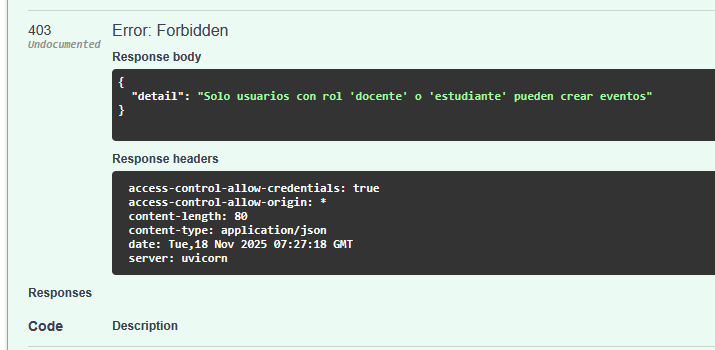 403
Undocumented
Error: Forbidden
Response body
{
"detail": "Solo usuarios con rol 'docente' o 'estudiante' pueden crear eventos"
}
Response headers
access-control-allow-credentials: true
access-control-allow-origin: *
content-length: 80
content-type: application/json
date: Tue,18 Nov 2025 07:27:18 GMT
server: uvicorn
Responses
Code
Description